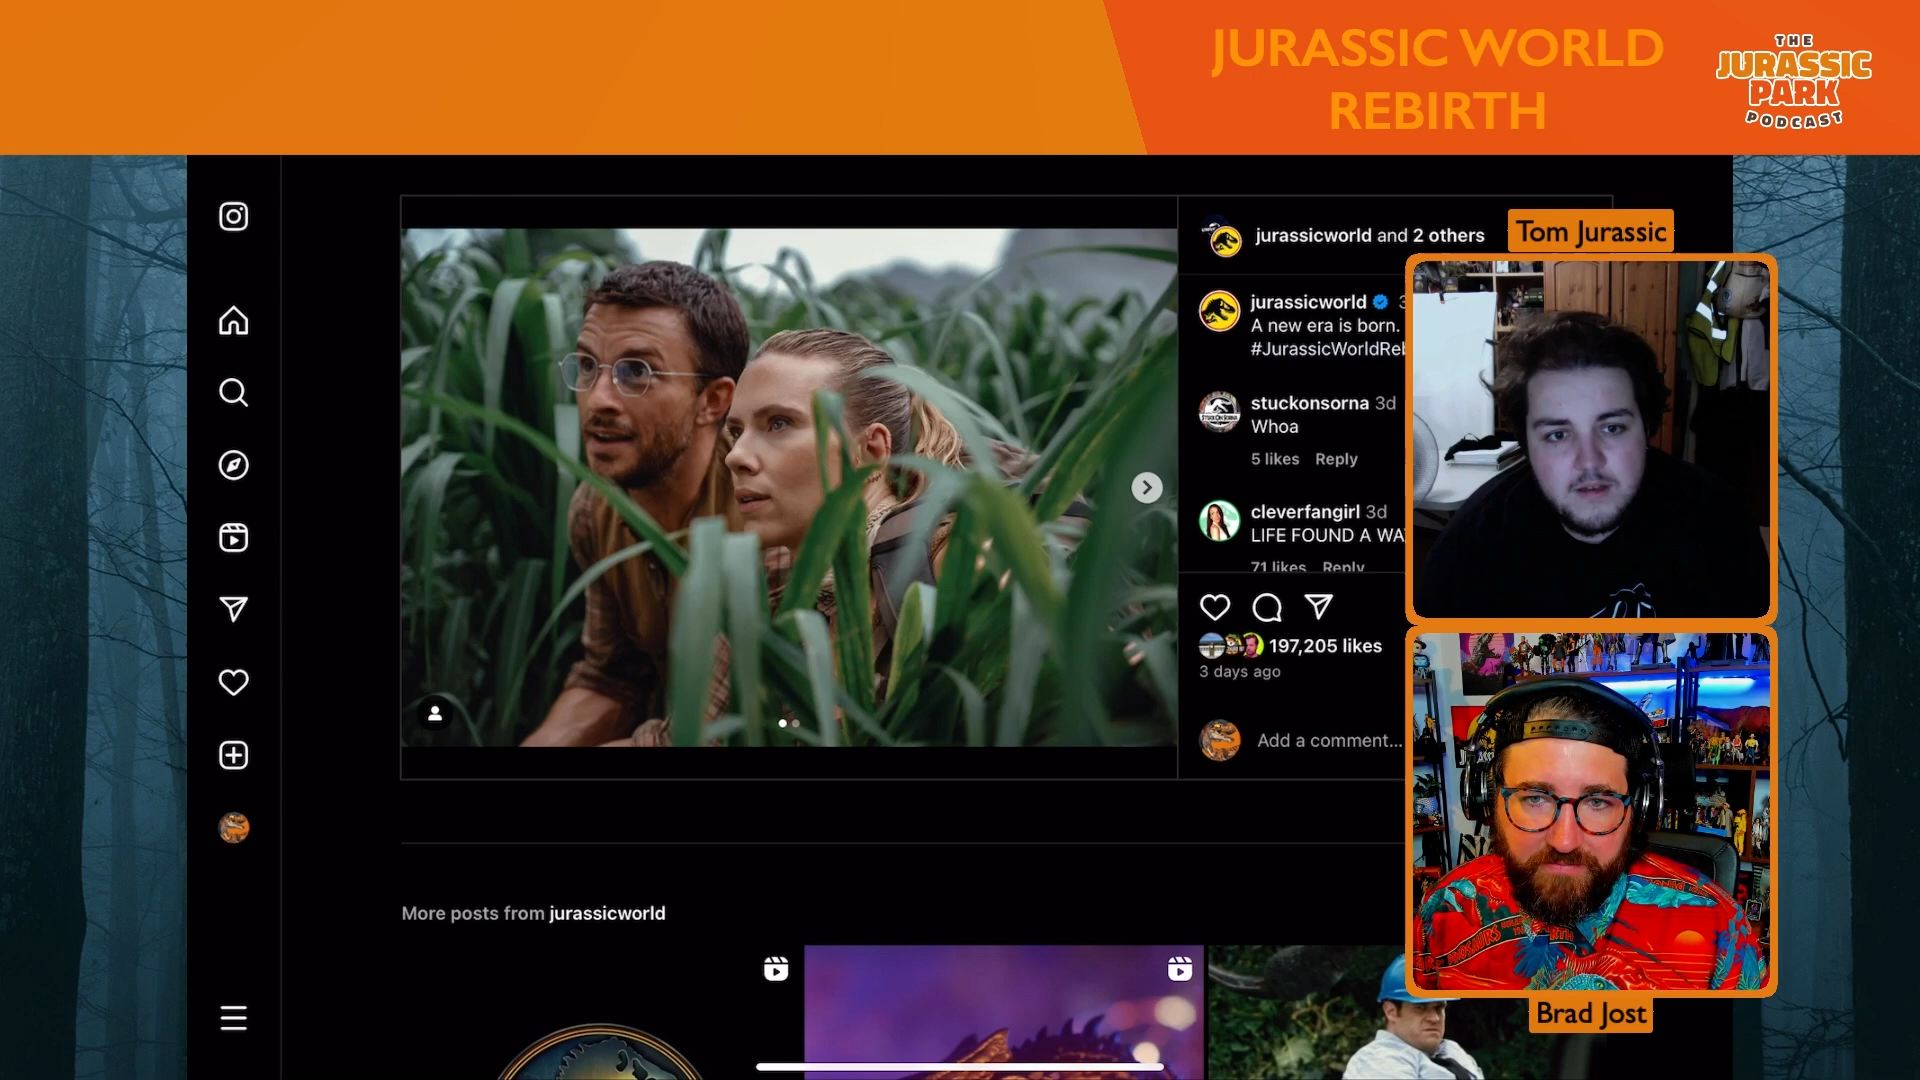 JURASSIC WORLD
REBIRTH
THE
JURASSIC
PARK
PODCAST
jurassicworld and 2 others
Tom Jurassic
jurassicworld
A new era is born.
#JurassicWorldReb
stuckonsorna 3d
Whoa
5 likes Reply
cleverfangirl 3d
LIFE FOUND A WA
71 likes Reply
197,205 likes
3 days ago
Add a comment...
More posts from jurassicworld
Brad Jost